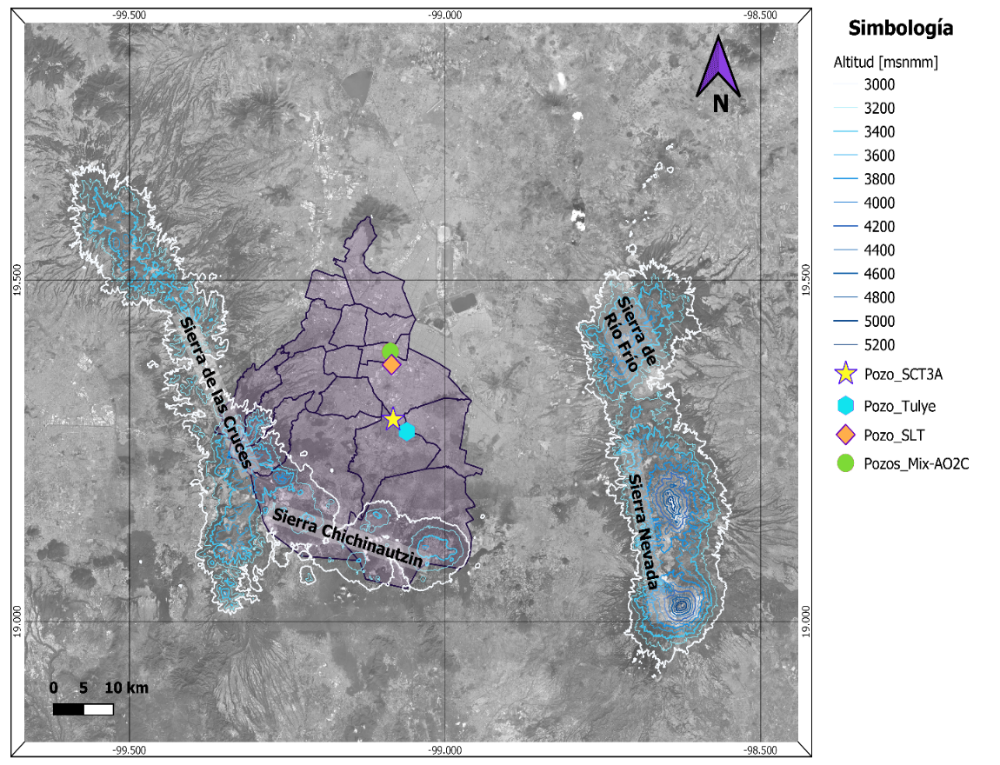 -99.500
-99.000
-98.500
Simbología
Altitud [msnmm]
3000
3200
3400
3600
3800
4000
4200
4400
4600
4800
5000
5200
Pozo_SCT3A
Pozo_Tulye
Pozo_SLT
Pozos_Mix-AO2C
N
19.500
19.500
Sierra de las Cruces
Sierra de
Río Frío
Sierra Chichinautzin
Sierra Nevada
19.000
19.000
0 5 10 km
-99.500
-99.000
-98.500